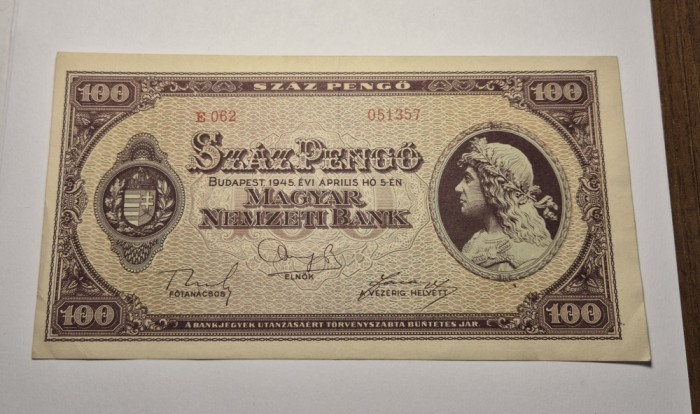 SZÁZ PENGŐ
100 100
E 062 051357
SZÁZ PENGŐ
BUDAPEST 1945. ÉVI ÁPRILIS HÓ 5-ÉN
MAGYAR
NEMZETI BANK
ELNÖK
FŐTANÁCSOS A VEZÉRIG. HELYETT
100 100
A BANKJEGYEK UTÁNZÁSÁÉRT TÖRVÉNYSZABTA BÜNTETÉS JÁR.